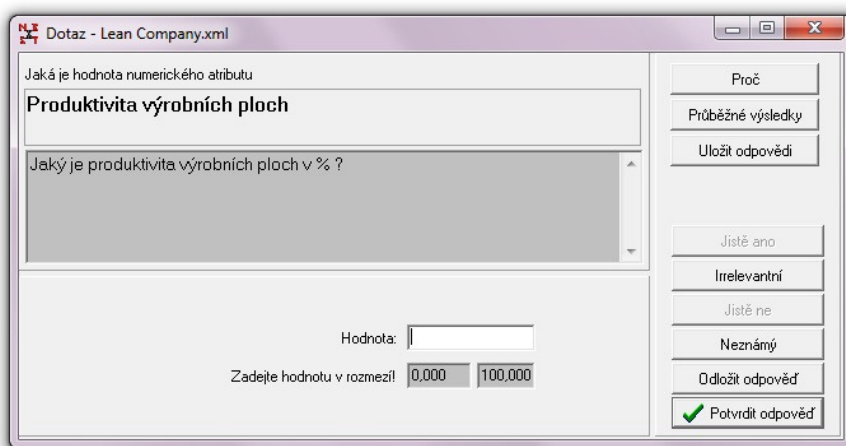 Dotaz - Lean Company.xml
Jaká je hodnota numerického atributu
Produktivita výrobních ploch
Jaký je produktivita výrobních ploch v % ?
Hodnota:
Zadejte hodnotu v rozmezí! 0,000 100,000
Proč
Průběžné výsledky
Uložit odpovědi
Jistě ano
Irrelevantní
Jistě ne
Neznámý
Odložit odpověď
Potvrdit odpověď